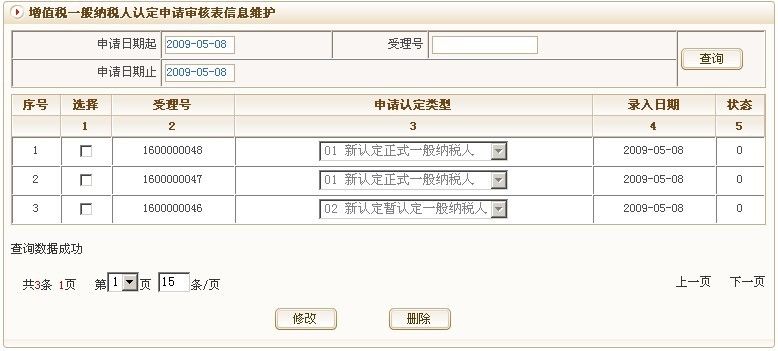 增值税一般纳税人认定申请审核表信息维护
申请日期起 2009-05-08 受理号
查询
申请日期止 2009-05-08
序号 选择 受理号 申请认定类型 录入日期 状态
1 2 3 4 5
1 1600000048 01 新认定正式一般纳税人 2009-05-08 0
2 1600000047 01 新认定正式一般纳税人 2009-05-08 0
3 1600000046 02 新认定暂认定一般纳税人 2009-05-08 0
查询数据成功
共3条 1页 第 1 页 15 条/页 上一页 下一页
修改 删除